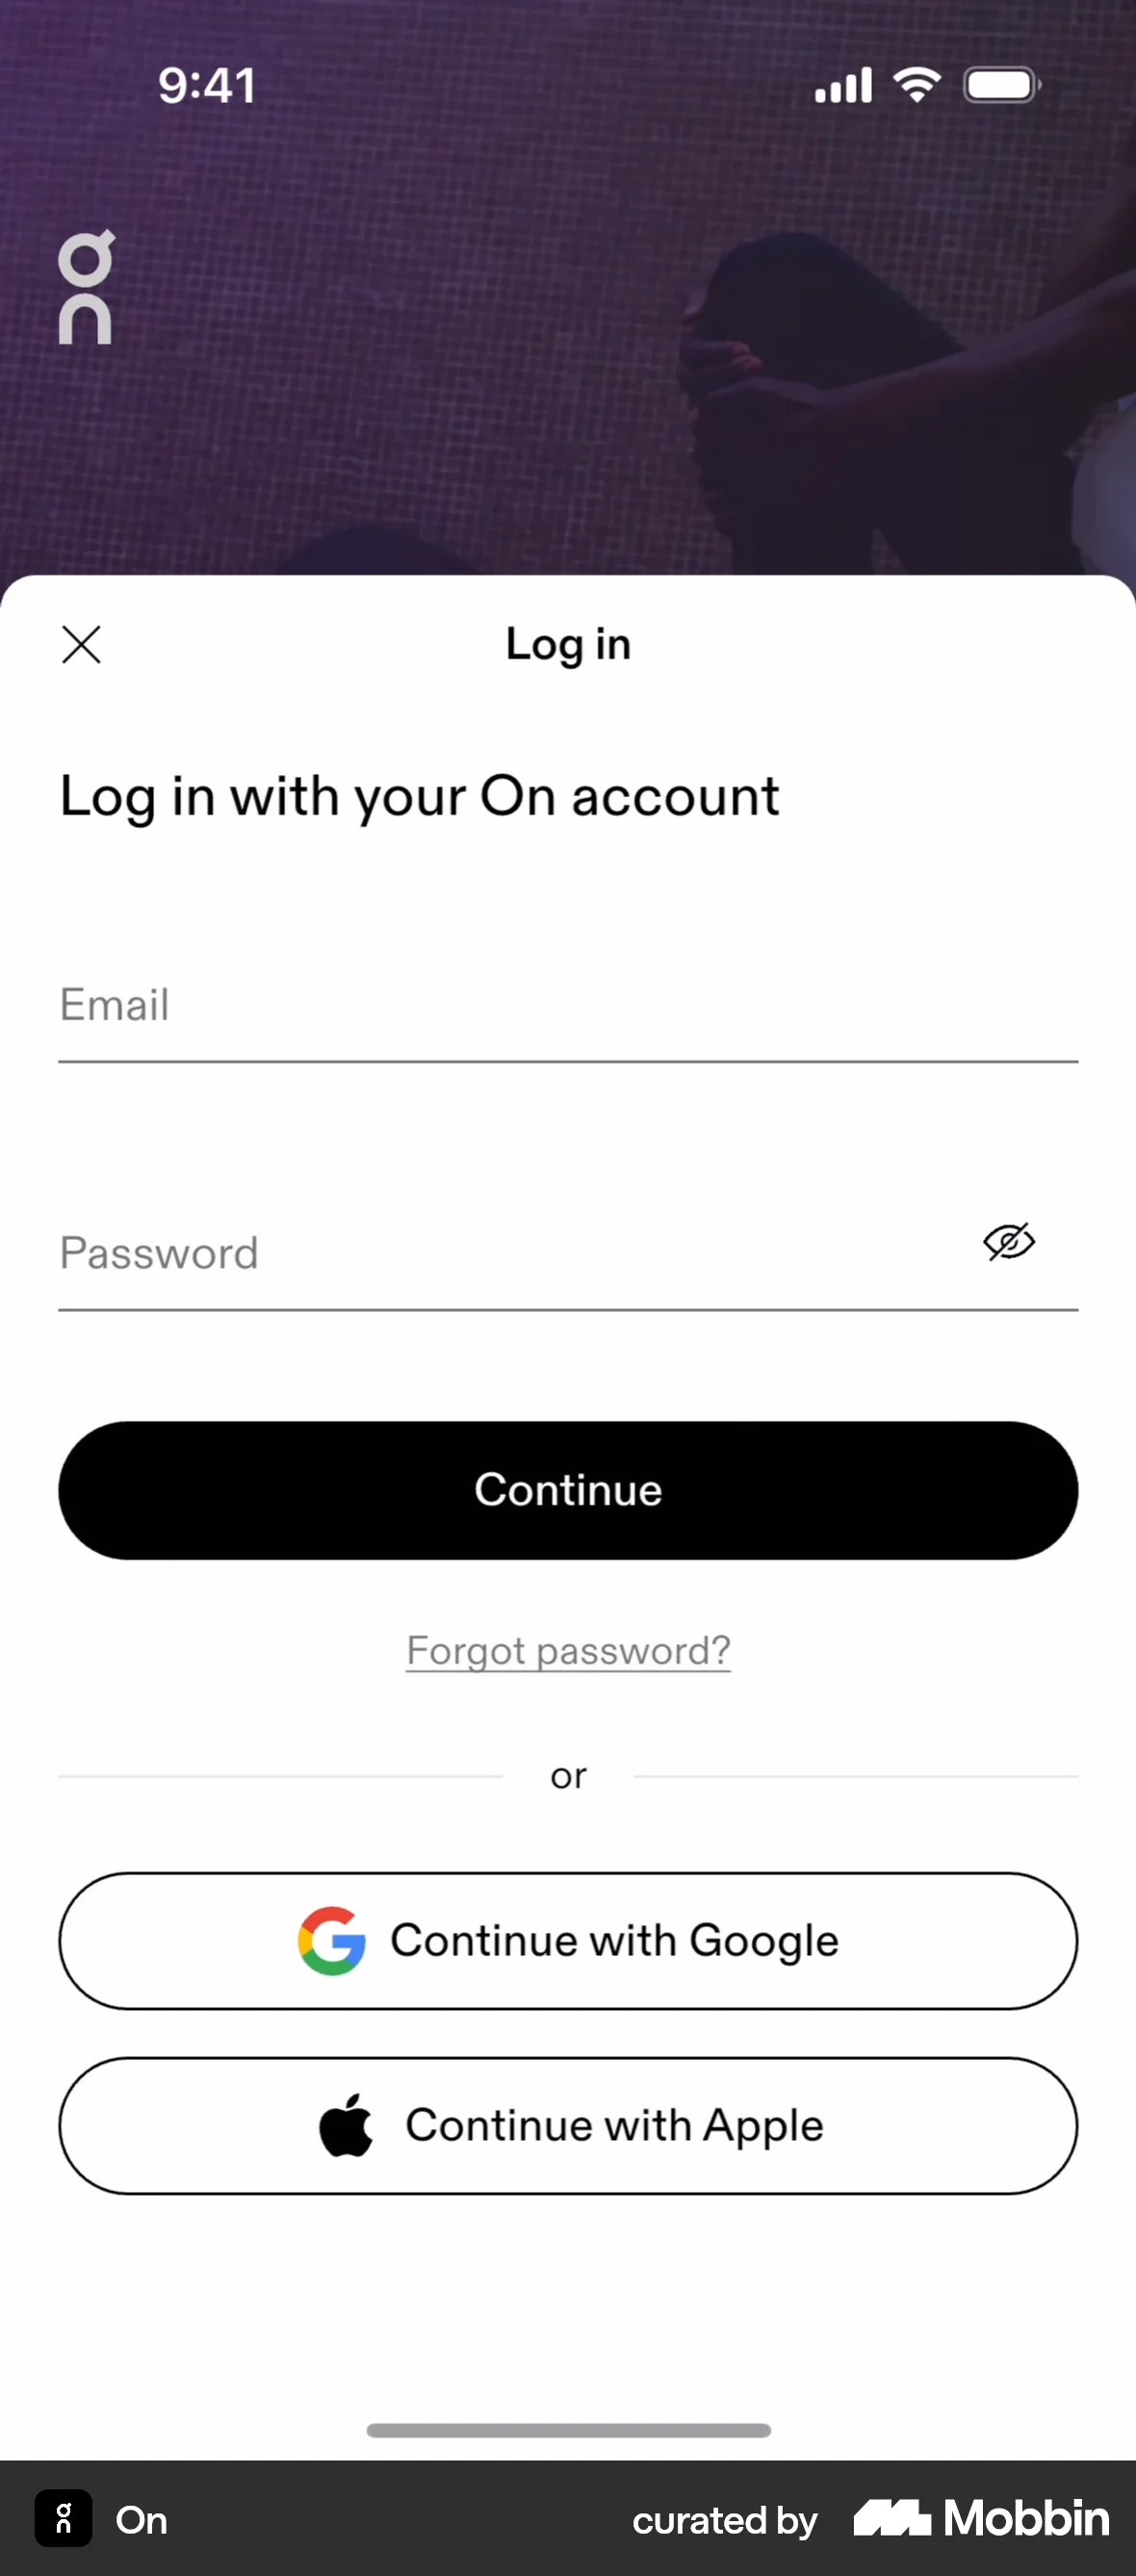 9:41
On
Log in
Log in with your On account
Email
Password
Continue
Forgot password?
or
Continue with Google
Continue with Apple
On
curated by Mobbin